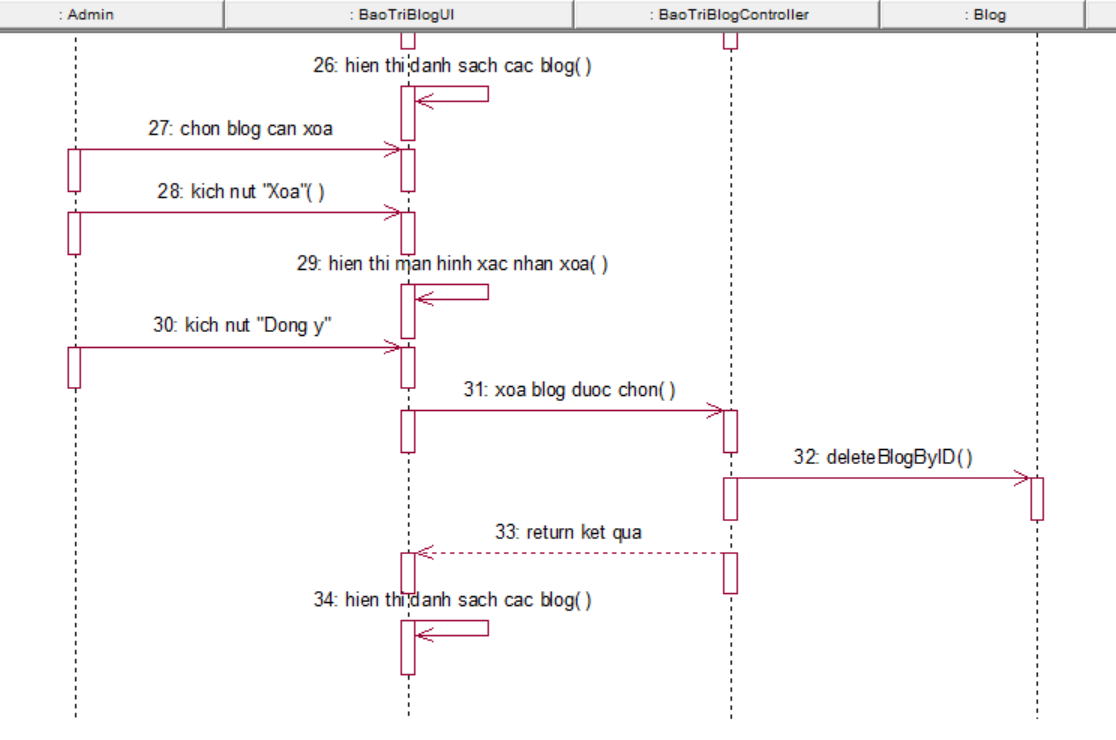 : Admin
: BaoTriBlogUI
: BaoTriBlogController
: Blog
26: hien thi danh sach cac blog( )
27: chon blog can xoa
28: kich nut "Xoa"( )
29: hien thi man hinh xac nhan xoa( )
30: kich nut "Dong y"
31: xoa blog duoc chon( )
32: deleteBlogByID( )
33: return ket qua
34: hien thi danh sach cac blog( )